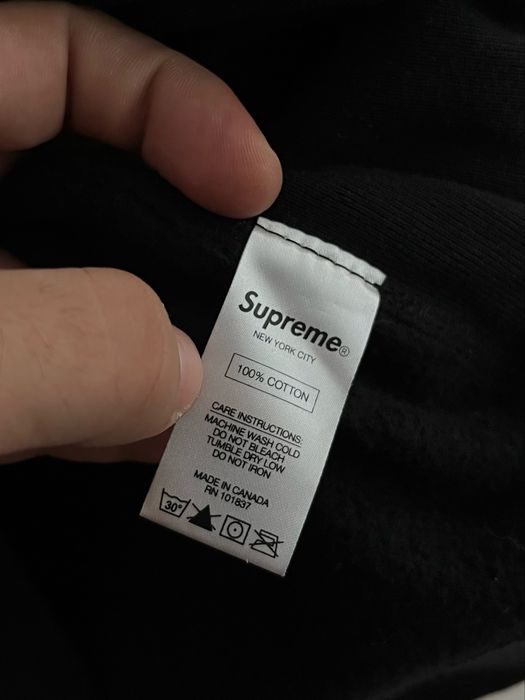 Supreme®
NEW YORK CITY
100% COTTON
CARE INSTRUCTIONS:
MACHINE WASH COLD
DO NOT BLEACH
TUMBLE DRY LOW
DO NOT IRON
MADE IN CANADA
RN 101837
30°